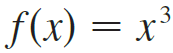 f(x) = x³